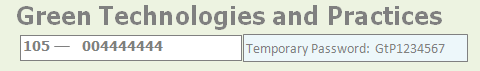 Green Technologies and Practices
105 — 004444444
Temporary Password: GtP1234567